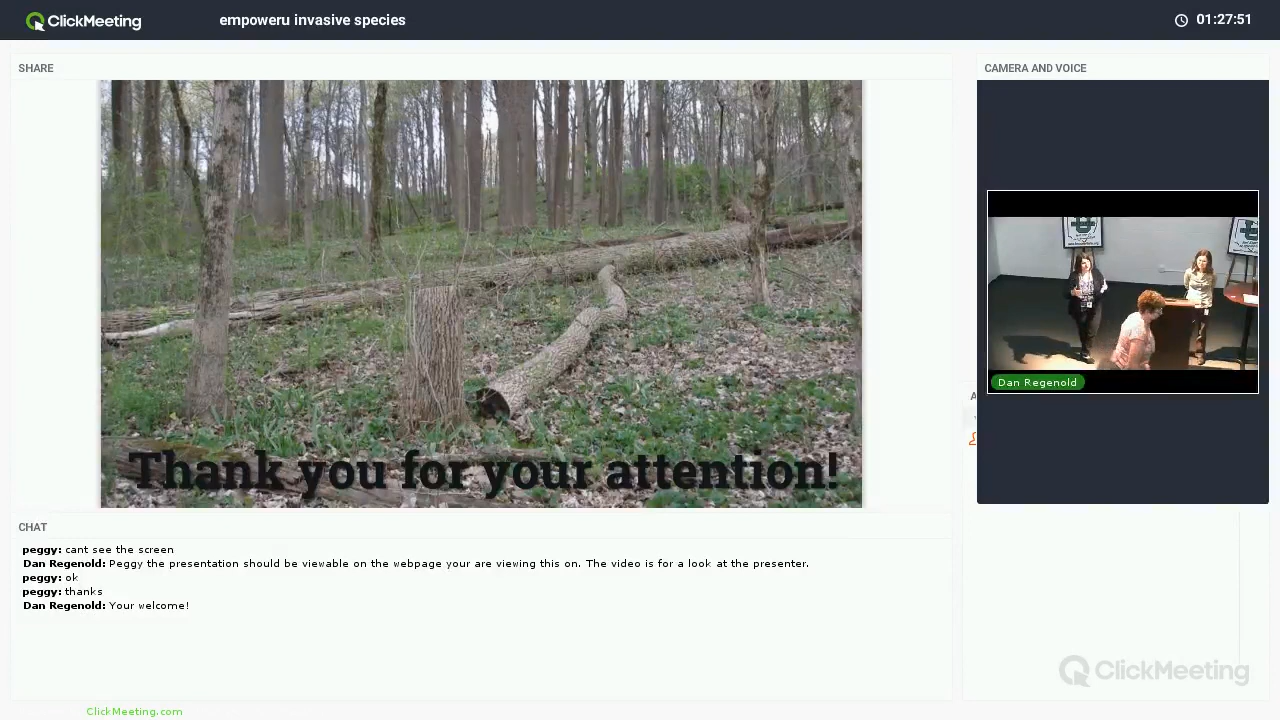 ClickMeeting
empoweru invasive species
01:27:51
SHARE
CAMERA AND VOICE
Dan Regenold
Thank you for your attention!
CHAT
peggy: cant see the screen
Dan Regenold: Peggy the presentation should be viewable on the webpage your are viewing this on. The video is for a look at the presenter.
peggy: ok
peggy: thanks
Dan Regenold: Your welcome!
ClickMeeting
ClickMeeting.com